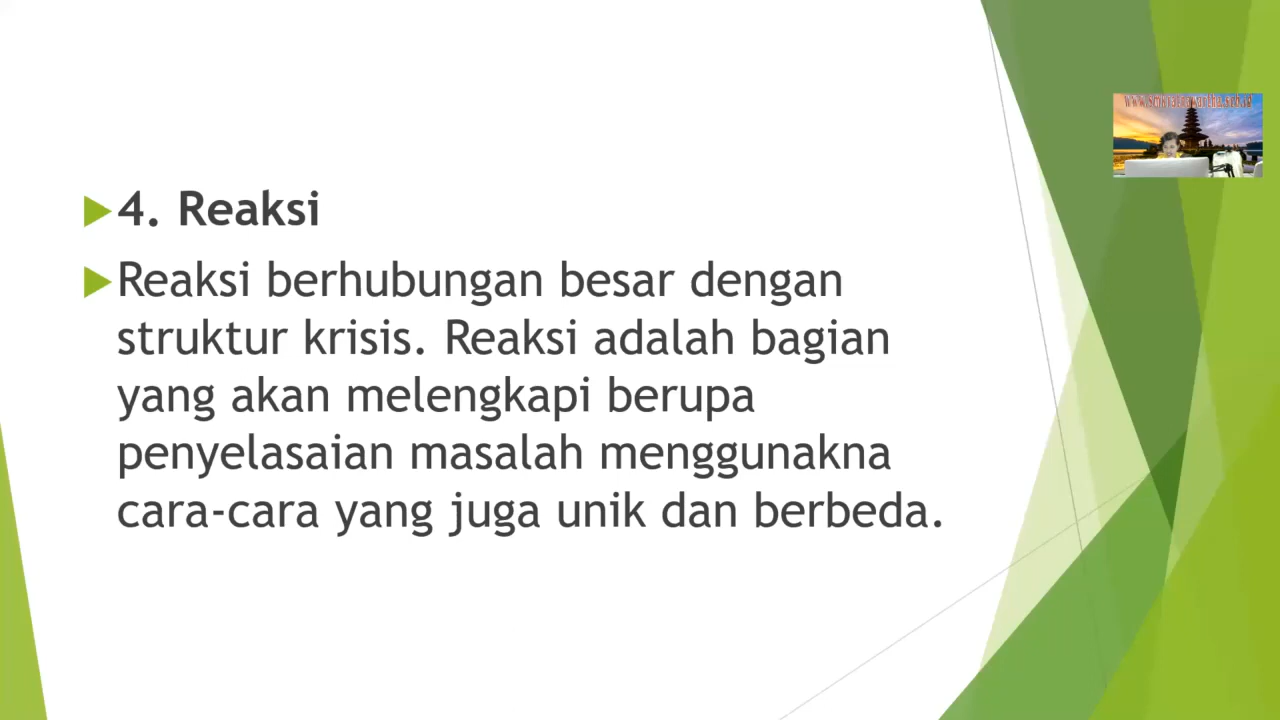 4. Reaksi
Reaksi berhubungan besar dengan
struktur krisis. Reaksi adalah bagian
yang akan melengkapi berupa
penyelasaian masalah menggunakna
cara-cara yang juga unik dan berbeda.